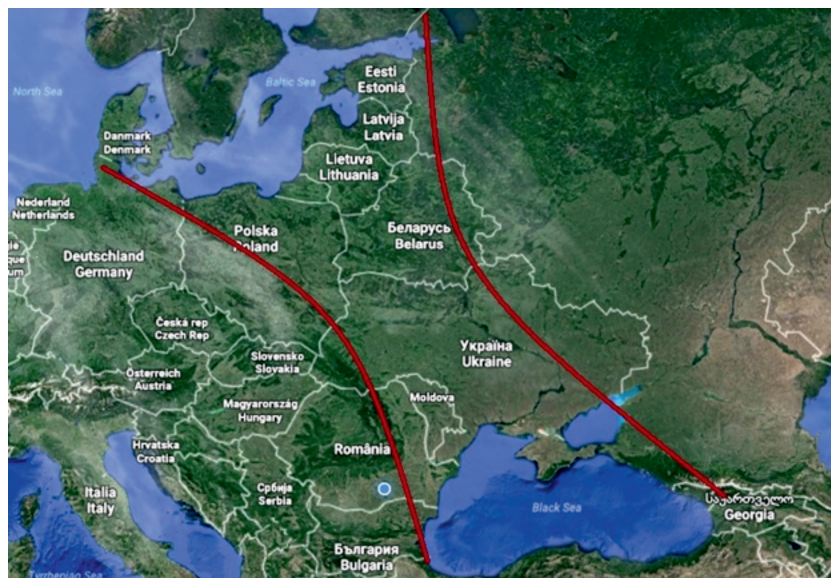 Eesti
Estonia
Baltic Sea
North Sea
Latvija
Latvia
Danmark
Denmark
Lietuva
Lithuania
Nederland
Netherlands
Polska
Poland
Беларусь
Belarus
Deutschland
Germany
Česká rep
Czech Rep
Україна
Ukraine
Slovensko
Slovakia
Österreich
Austria
Magyarország
Hungary
Moldova
Hrvatska
Croatia
România
Србија
Serbia
Italia
Italy
საქართველო
Georgia
Black Sea
България
Bulgaria
Tyrrhenian Sea